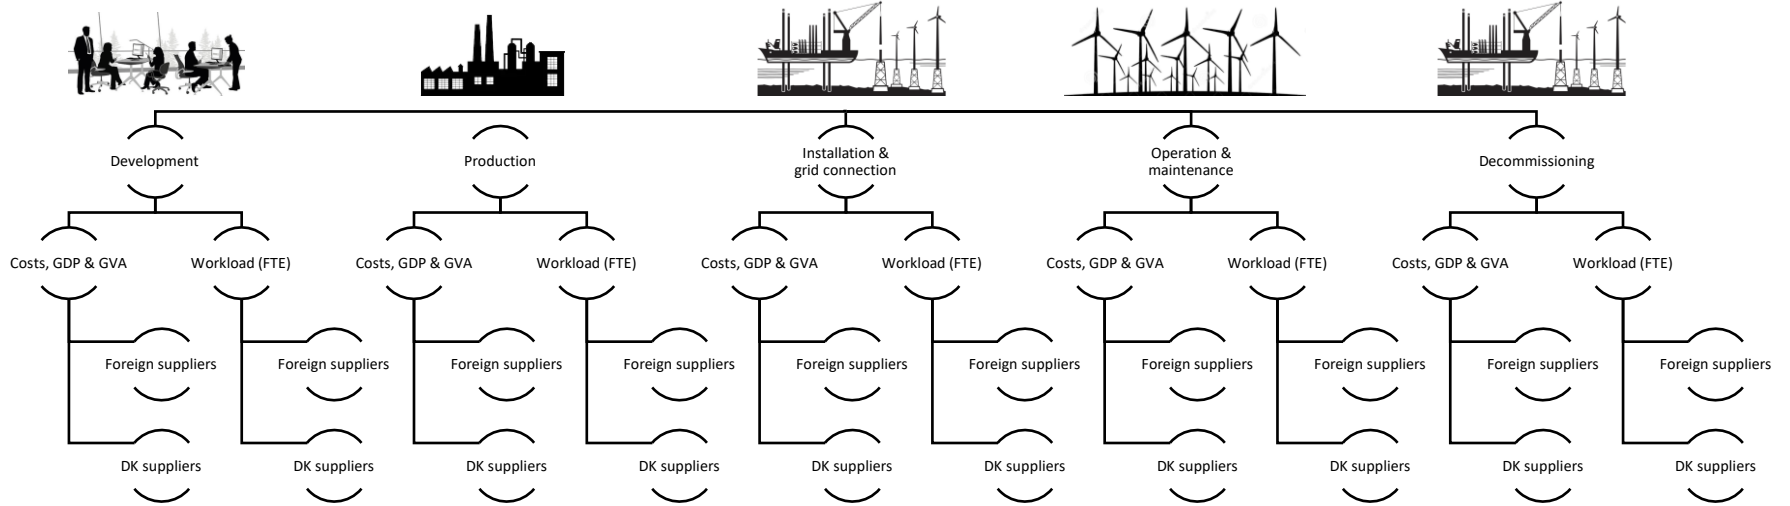 Development
Production
Installation &
grid connection
Operation &
maintenance
Decommissioning
Costs, GDP & GVA
Workload (FTE)
Costs, GDP & GVA
Workload (FTE)
Costs, GDP & GVA
Workload (FTE)
Costs, GDP & GVA
Workload (FTE)
Costs, GDP & GVA
Workload (FTE)
Foreign suppliers
Foreign suppliers
Foreign suppliers
Foreign suppliers
Foreign suppliers
Foreign suppliers
Foreign suppliers
Foreign suppliers
Foreign suppliers
Foreign suppliers
DK suppliers
DK suppliers
DK suppliers
DK suppliers
DK suppliers
DK suppliers
DK suppliers
DK suppliers
DK suppliers
DK suppliers